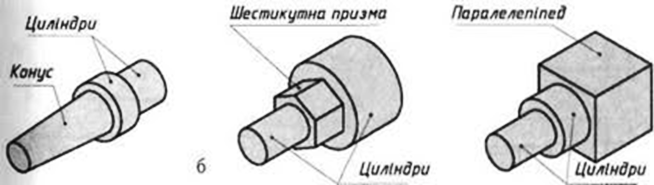 Циліндри
Конус
б
Шестикутна призма
Циліндри
Паралелепіпед
Циліндри